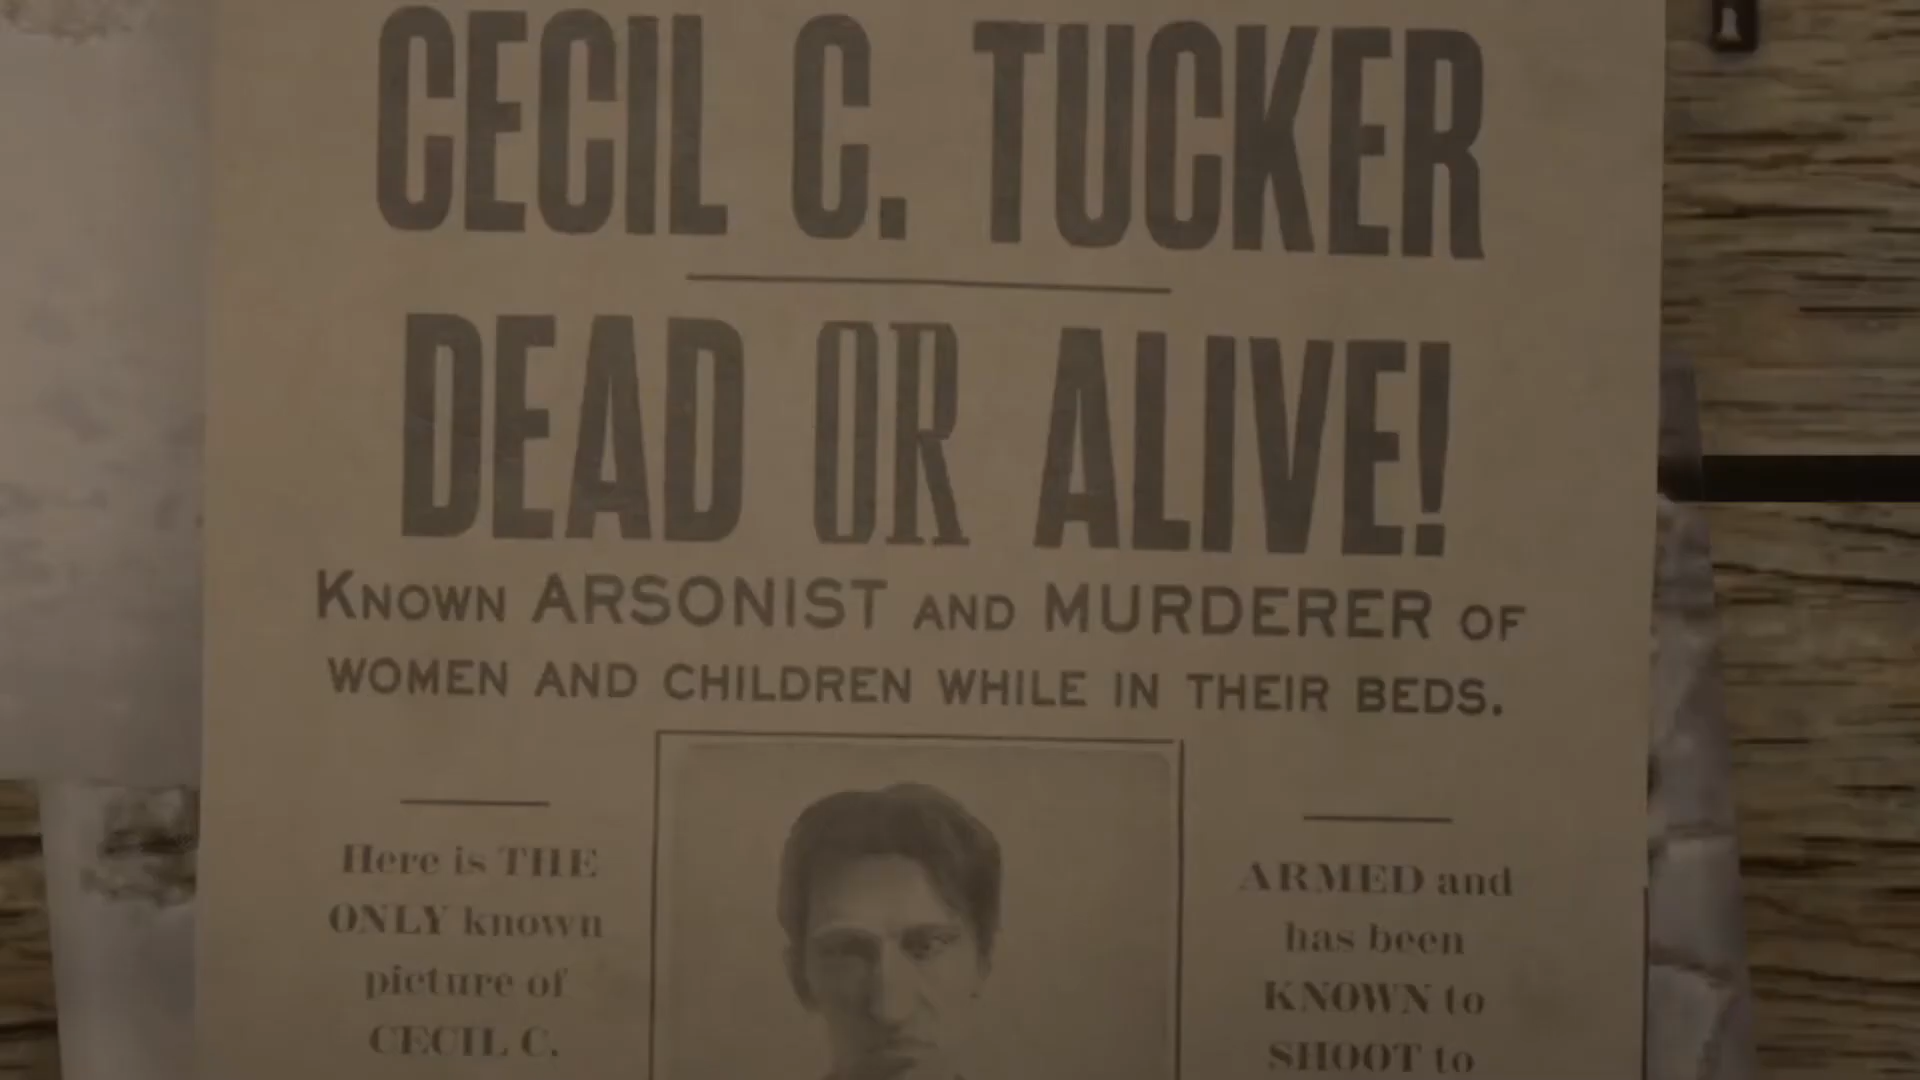 CECIL C. TUCKER
DEAD OR ALIVE!
KNOWN ARSONIST AND MURDERER OF
WOMEN AND CHILDREN WHILE IN THEIR BEDS.
Here is THE
ONLY known
picture of
CECIL C.
ARMED and
has been
KNOWN to
SHOOT to